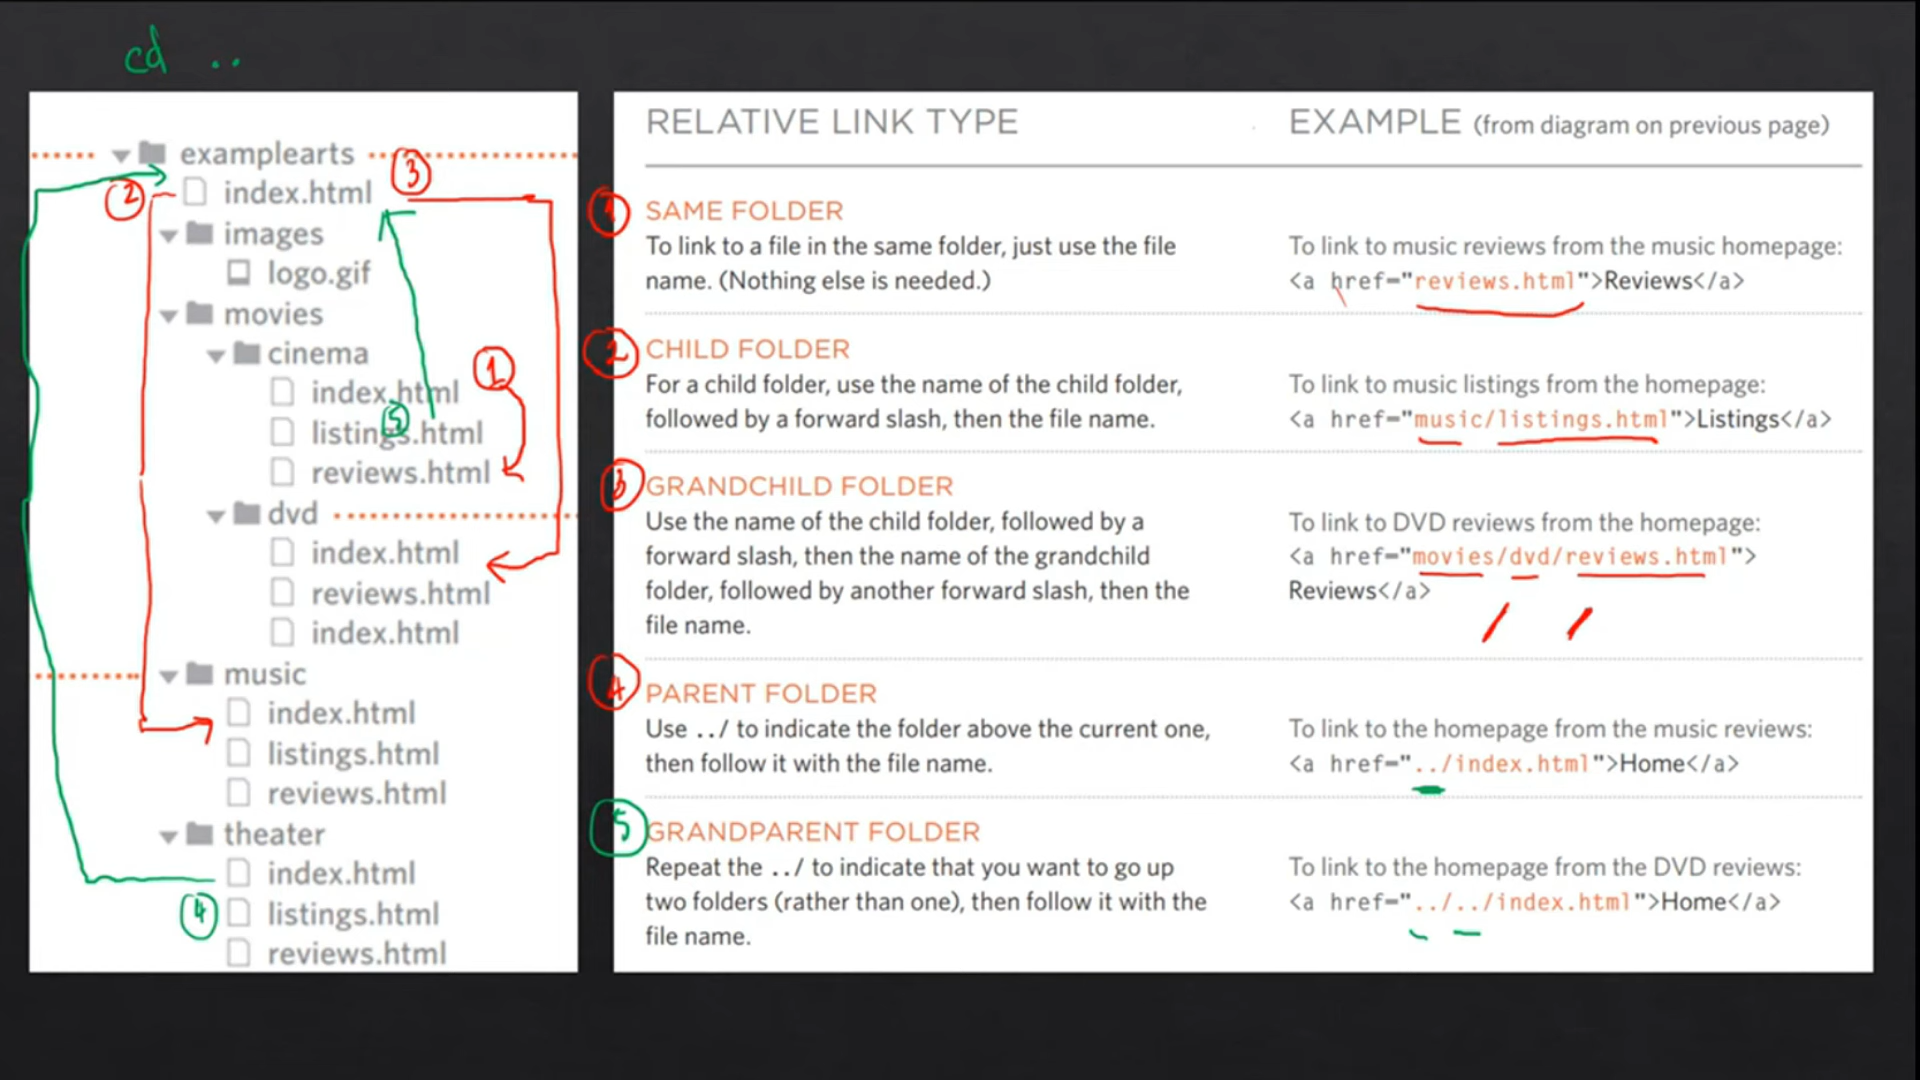 cd ..
examplearts
index.html
images
logo.gif
movies
cinema
index.html
listings.html
reviews.html
dvd
index.html
reviews.html
index.html
music
index.html
listings.html
reviews.html
theater
index.html
listings.html
reviews.html
2
3
1
5
4
RELATIVE LINK TYPE
EXAMPLE (from diagram on previous page)
1
SAME FOLDER
To link to a file in the same folder, just use the file
name. (Nothing else is needed.)
To link to music reviews from the music homepage:
<a href="reviews.html">Reviews</a>
2
CHILD FOLDER
For a child folder, use the name of the child folder,
followed by a forward slash, then the file name.
To link to music listings from the homepage:
<a href="music/listings.html">Listings</a>
3
GRANDCHILD FOLDER
Use the name of the child folder, followed by a
forward slash, then the name of the grandchild
folder, followed by another forward slash, then the
file name.
To link to DVD reviews from the homepage:
<a href="movies/dvd/reviews.html">
Reviews</a>
/ /
4
PARENT FOLDER
Use ../ to indicate the folder above the current one,
then follow it with the file name.
To link to the homepage from the music reviews:
<a href="../index.html">Home</a>
5
GRANDPARENT FOLDER
Repeat the ../ to indicate that you want to go up
two folders (rather than one), then follow it with the
file name.
To link to the homepage from the DVD reviews:
<a href="../../index.html">Home</a>